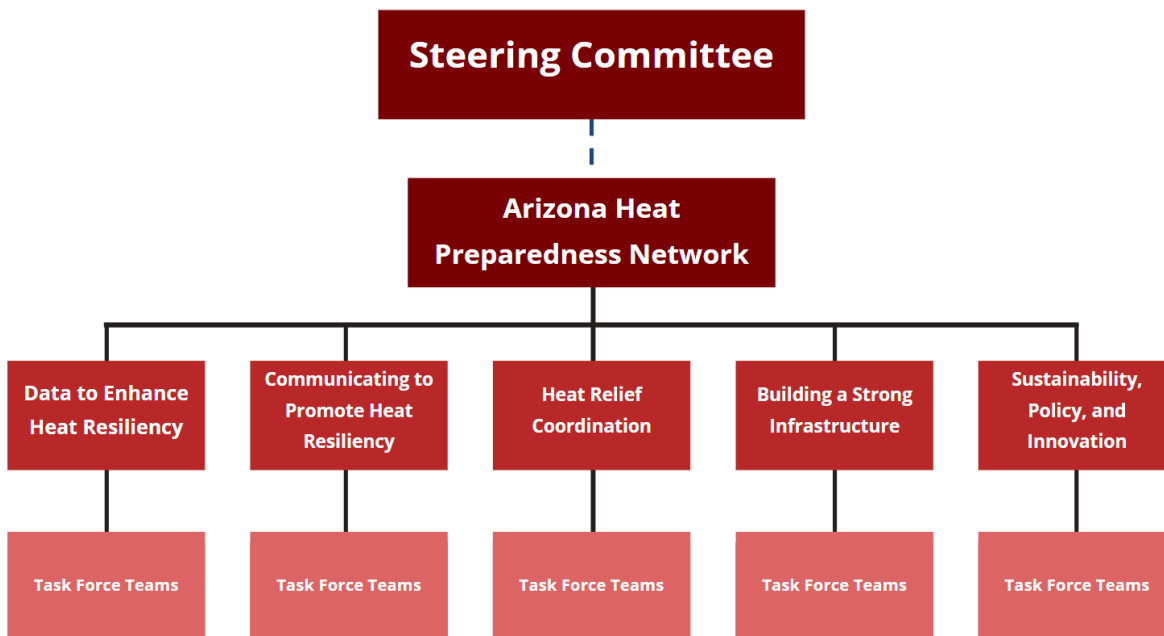 Steering Committee
Arizona Heat
Preparedness Network
Data to Enhance
Heat Resiliency
Communicating to
Promote Heat
Resiliency
Heat Relief
Coordination
Building a Strong
Infrastructure
Sustainability,
Policy, and
Innovation
Task Force Teams
Task Force Teams
Task Force Teams
Task Force Teams
Task Force Teams